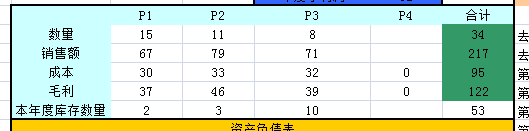 P1 P2 P3 P4 合计
数量 15 11 8 34 去
销售额 67 79 71 217 去
成本 30 33 32 0 95 第
毛利 37 46 39 0 122 第
本年度库存数量 2 3 10 53 第
资产负债表 第